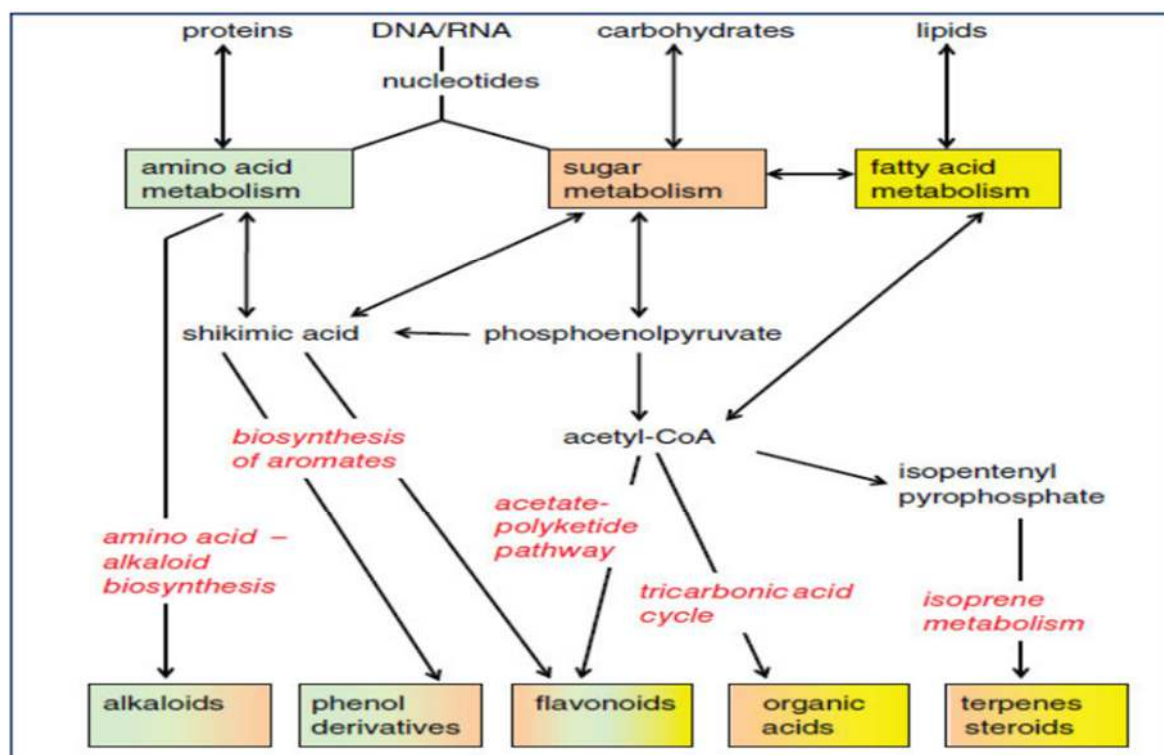 proteins
DNA/RNA
carbohydrates
lipids
nucleotides
amino acid
metabolism
sugar
metabolism
fatty acid
metabolism
shikimic acid
phosphoenolpyruvate
biosynthesis
of aromates
acetyl-CoA
isopentenyl
pyrophosphate
acetate-
polyketide
pathway
amino acid –
alkaloid
biosynthesis
tricarbonic acid
cycle
isoprene
metabolism
alkaloids
phenol
derivatives
flavonoids
organic
acids
terpenes
steroids